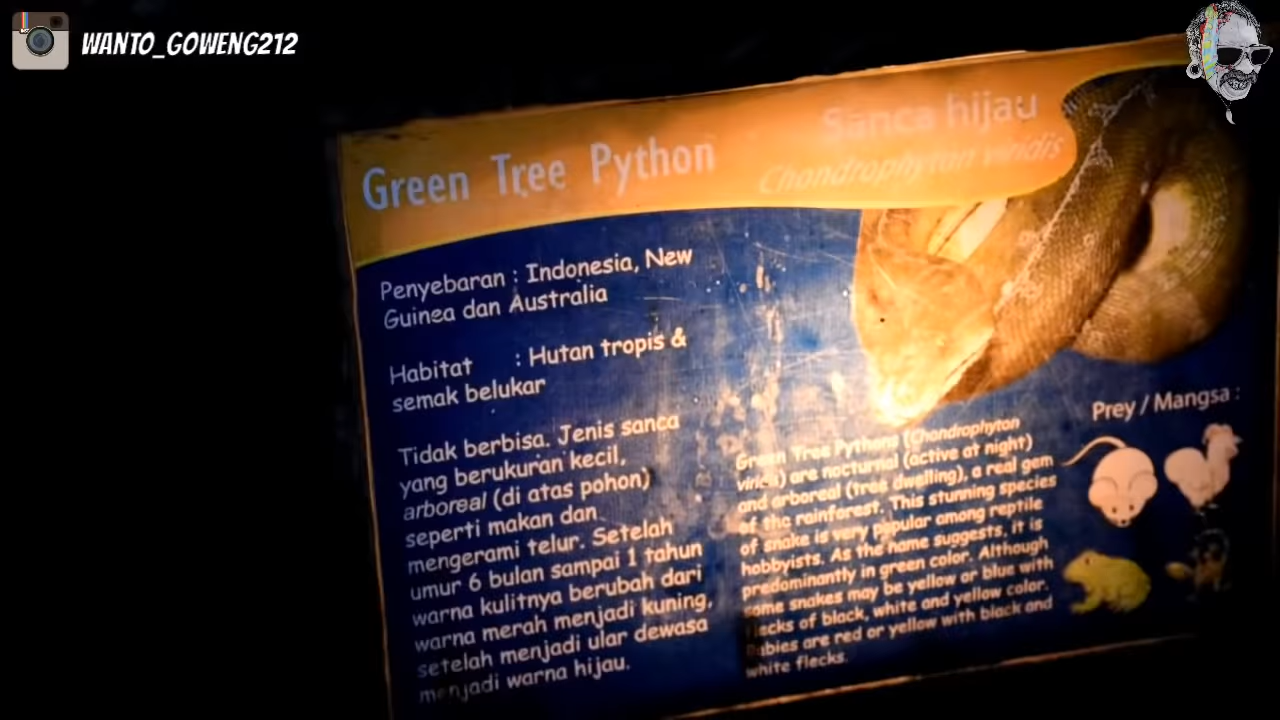 WANTO_GOWENG212
Green Tree Python
Sanca hijau
Chondrophyton viridis
Penyebaran : Indonesia, New
Guinea dan Australia
Habitat : Hutan tropis &
semak belukar
Tidak berbisa. Jenis sanca
yang berukuran kecil,
arboreal (di atas pohon)
seperti makan dan
mengerami telur. Setelah
umur 6 bulan sampai 1 tahun
warna kulitnya berubah dari
warna merah menjadi kuning,
setelah menjadi ular dewasa
menjadi warna hijau.
Green Tree Pythons (Chondrophyton
viridis) are nocturnal (active at night)
and arboreal (tree dwelling), a real gem
of the rainforest. This stunning species
of snake is very popular among reptile
hobbyists. As the name suggests, it is
predominantly in green color. Although
some snakes may be yellow or blue with
flecks of black, white and yellow color.
Babies are red or yellow with black and
white flecks.
Prey / Mangsa :